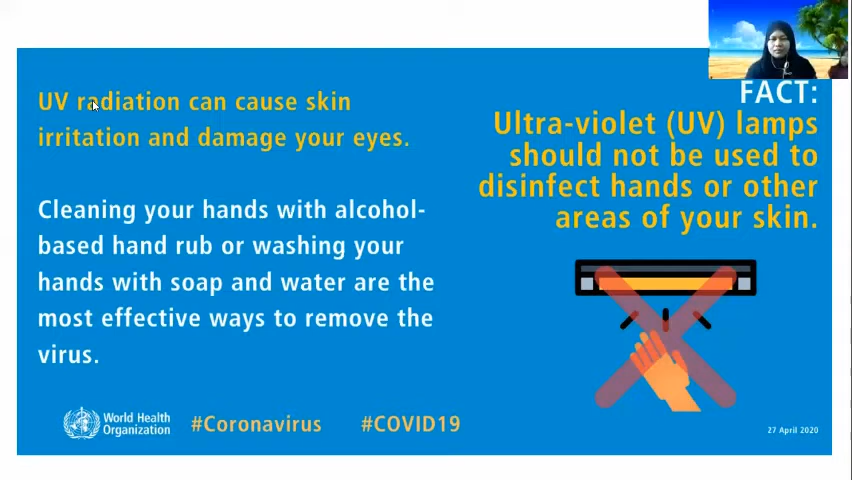 UV radiation can cause skin
irritation and damage your eyes.
Cleaning your hands with alcohol-
based hand rub or washing your
hands with soap and water are the
most effective ways to remove the
virus.
FACT:
Ultra-violet (UV) lamps
should not be used to
disinfect hands or other
areas of your skin.
World Health
Organization
#Coronavirus
#COVID19
27 April 2020